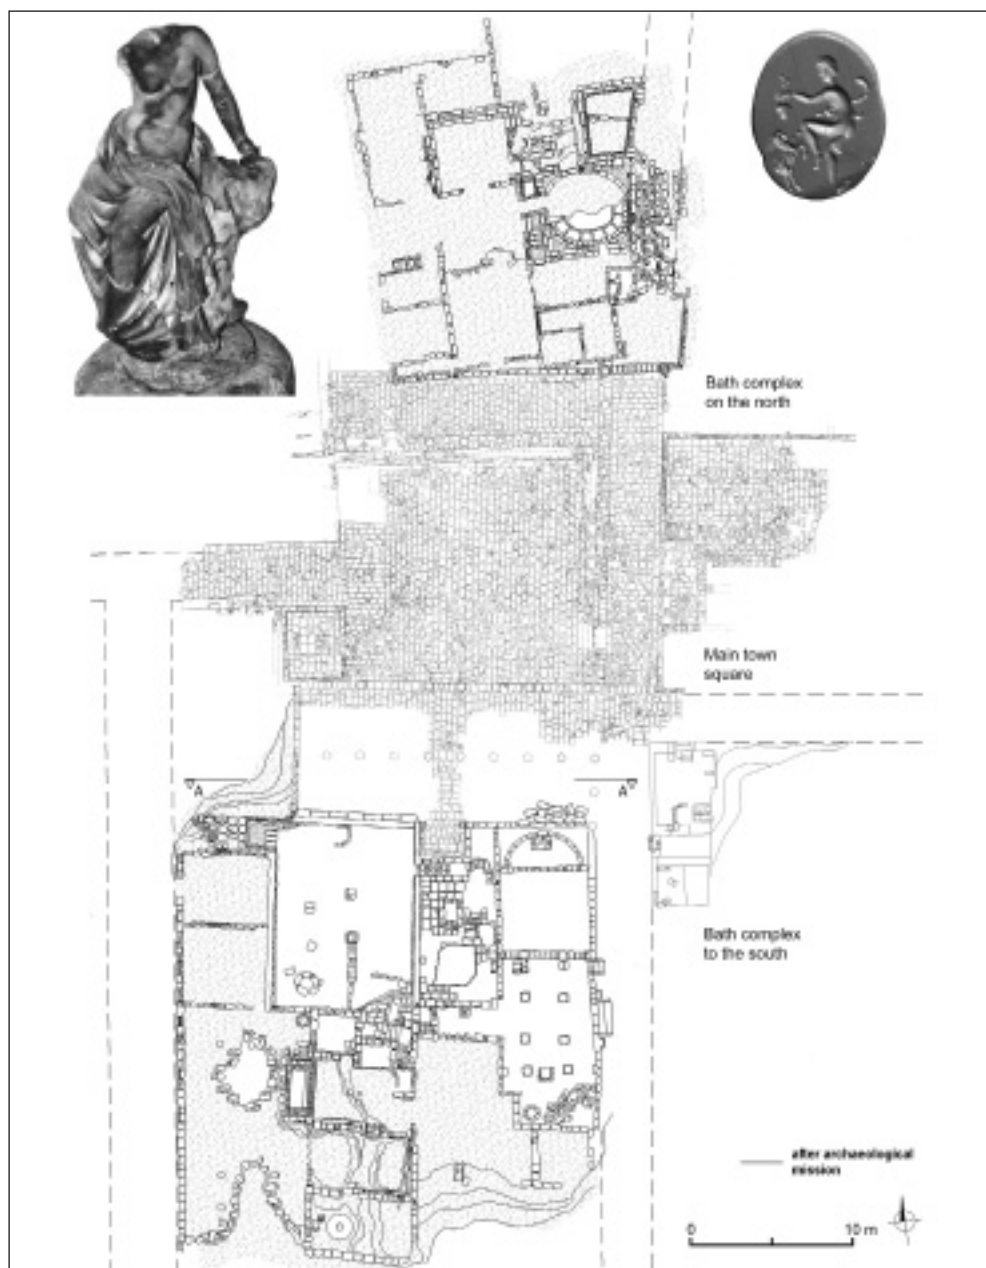 Bath complex
on the north
Main town
square
A
A
Bath complex
to the south
after archaeological
mission
0
10 m